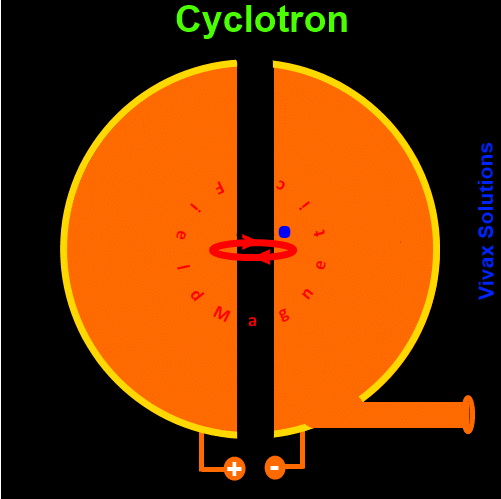 Cyclotron
Magnetic Field
Vivax Solutions
+ -